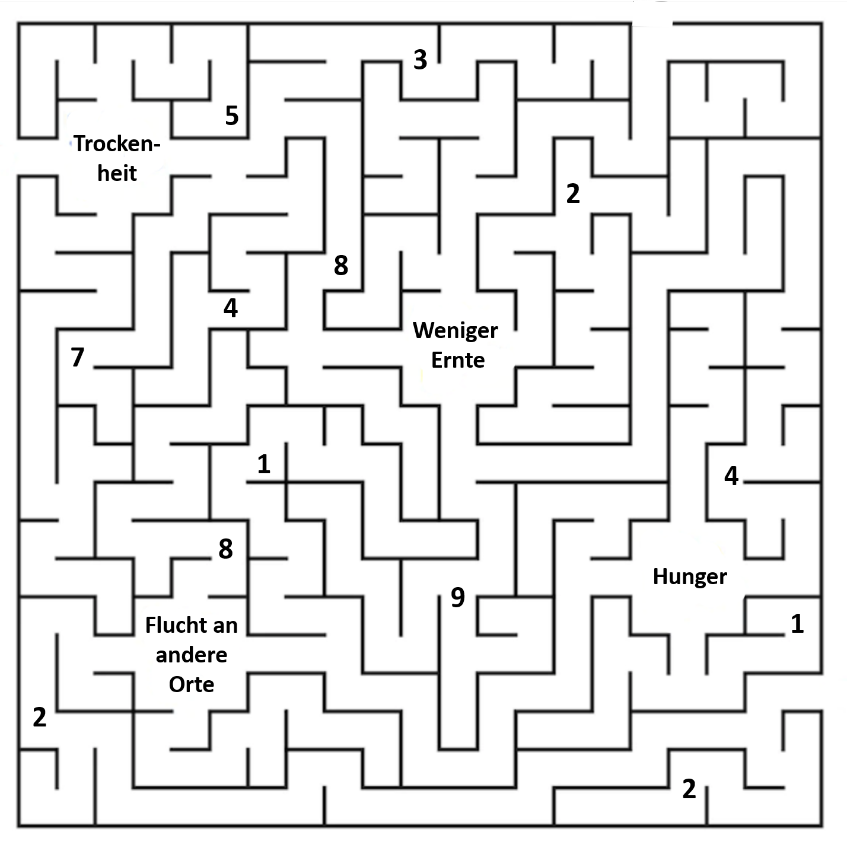 3
5
Trocken-
heit
2
8
4
Weniger
Ernte
7
1
4
8
Hunger
9
1
Flucht an
andere
Orte
2
2